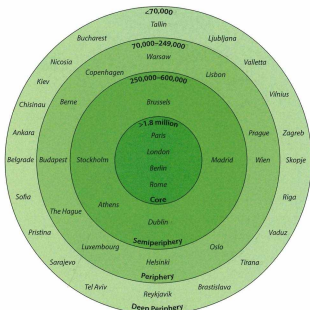 <70,000
Tallin
Bucharest Ljubljana
70,000–249,000
Nicosia Warsaw Valletta
Copenhagen Lisbon
Kiev 250,000–600,000
Vilnius
Chisinau Berne Brussels
>1.8 million
Ankara Paris Prague Zagreb
London
Belgrade Budapest Stockholm Madrid Wien Skopje
Berlin
Rome
Sofia Core Riga
The Hague Athens
Dublin
Pristina Vaduz
Semiperiphery
Luxembourg Oslo
Sarajevo Helsinki Tirana
Periphery
Tel Aviv Brastislava
Reykjavik
Deep Periphery